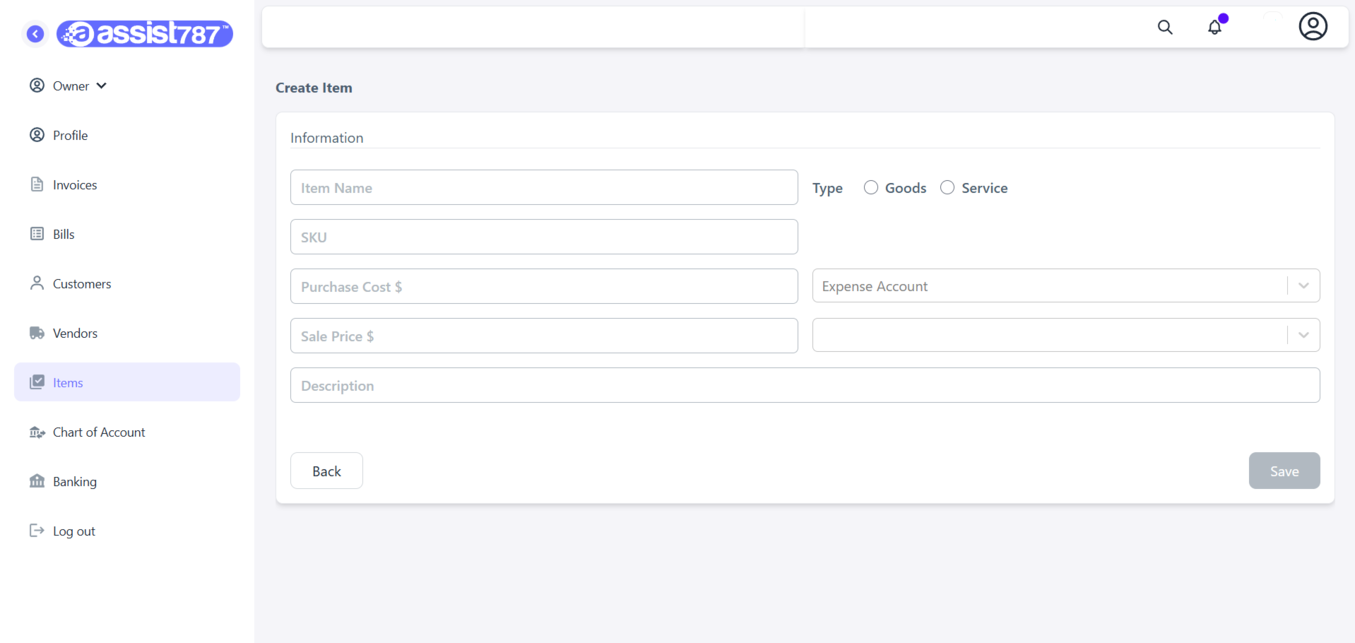 assist787™
Owner
Profile
Invoices
Bills
Customers
Vendors
Items
Chart of Account
Banking
Log out
Create Item
Information
Item Name
Type Goods Service
SKU
Purchase Cost $
Expense Account
Sale Price $
Description
Back
Save